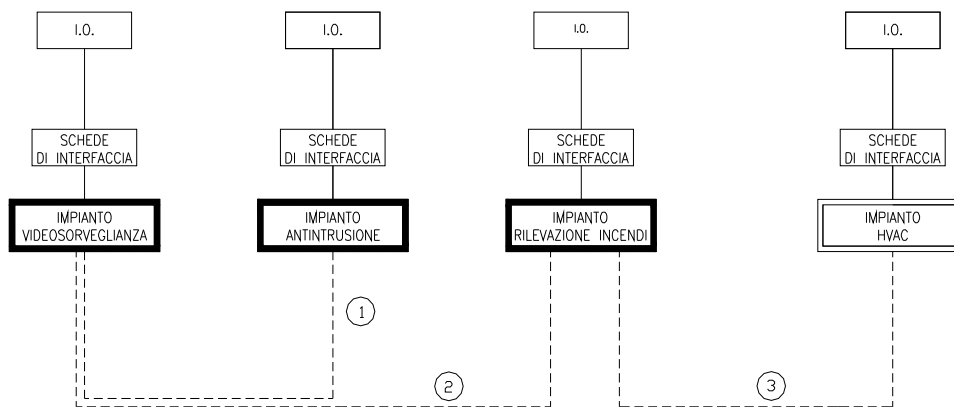 I.O.
I.O.
I.O.
I.O.
SCHEDE
DI INTERFACCIA
SCHEDE
DI INTERFACCIA
SCHEDE
DI INTERFACCIA
SCHEDE
DI INTERFACCIA
IMPIANTO
VIDEOSORVEGLIANZA
IMPIANTO
ANTINTRUSIONE
IMPIANTO
RILEVAZIONE INCENDI
IMPIANTO
HVAC
1
2
3